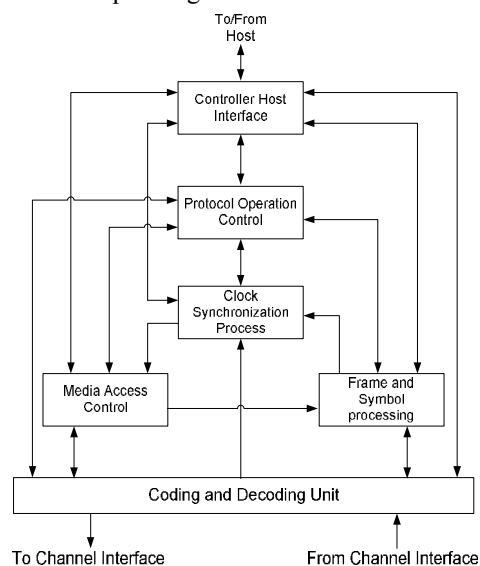 To/From
Host
Controller Host
Interface
Protocol Operation
Control
Clock
Synchronization
Process
Media Access
Control
Frame and
Symbol
processing
Coding and Decoding Unit
To Channel Interface
From Channel Interface